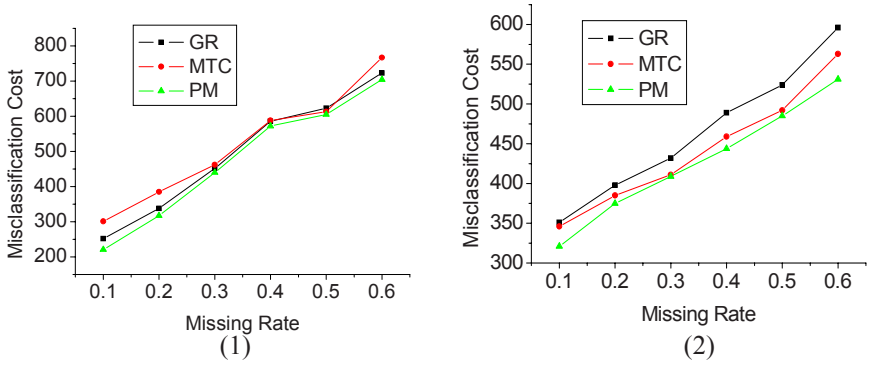 GR
MTC
PM
Misclassification Cost
800
700
600
500
400
300
200
0.1 0.2 0.3 0.4 0.5 0.6
Missing Rate
(1)
GR
MTC
PM
Misclassification Cost
600
550
500
450
400
350
300
0.1 0.2 0.3 0.4 0.5 0.6
Missing Rate
(2)